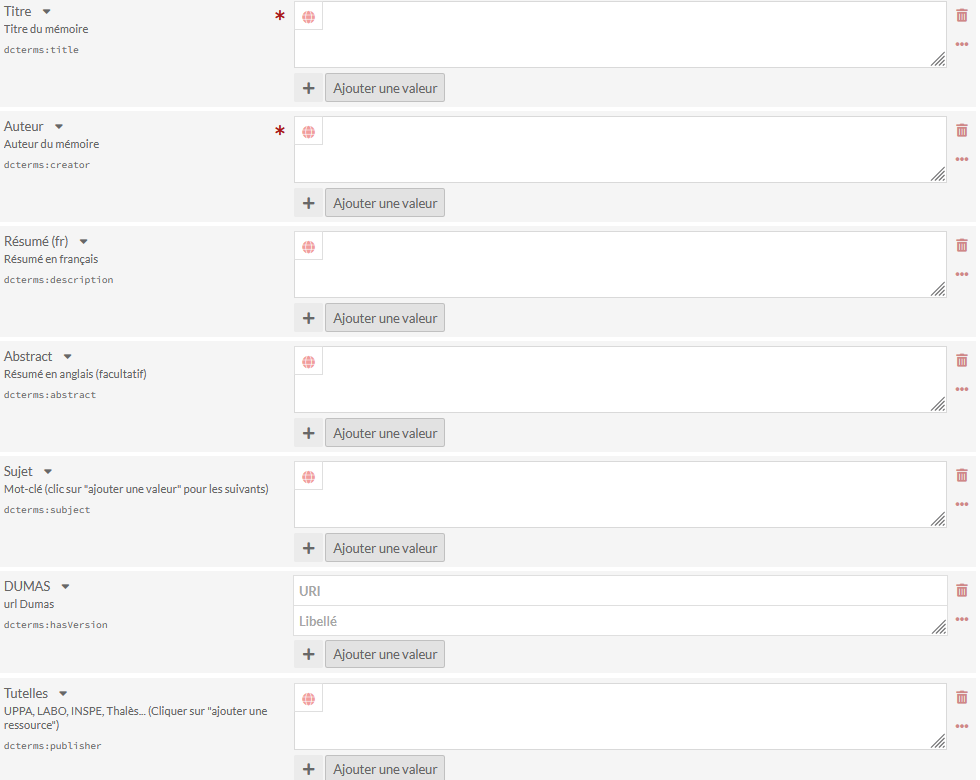 Titre
Titre du mémoire
dcterms:title
Ajouter une valeur
Auteur
Auteur du mémoire
dcterms:creator
Ajouter une valeur
Résumé (fr)
Résumé en français
dcterms:description
Ajouter une valeur
Abstract
Résumé en anglais (facultatif)
dcterms:abstract
Ajouter une valeur
Sujet
Mot-clé (clic sur "ajouter une valeur" pour les suivants)
dcterms:subject
Ajouter une valeur
DUMAS
url Dumas
dcterms:hasVersion
URI
Libellé
Ajouter une valeur
Tutelles
UPPA, LABO, INSPE, Thalès... (Cliquer sur "ajouter une
ressource")
dcterms:publisher
Ajouter une valeur